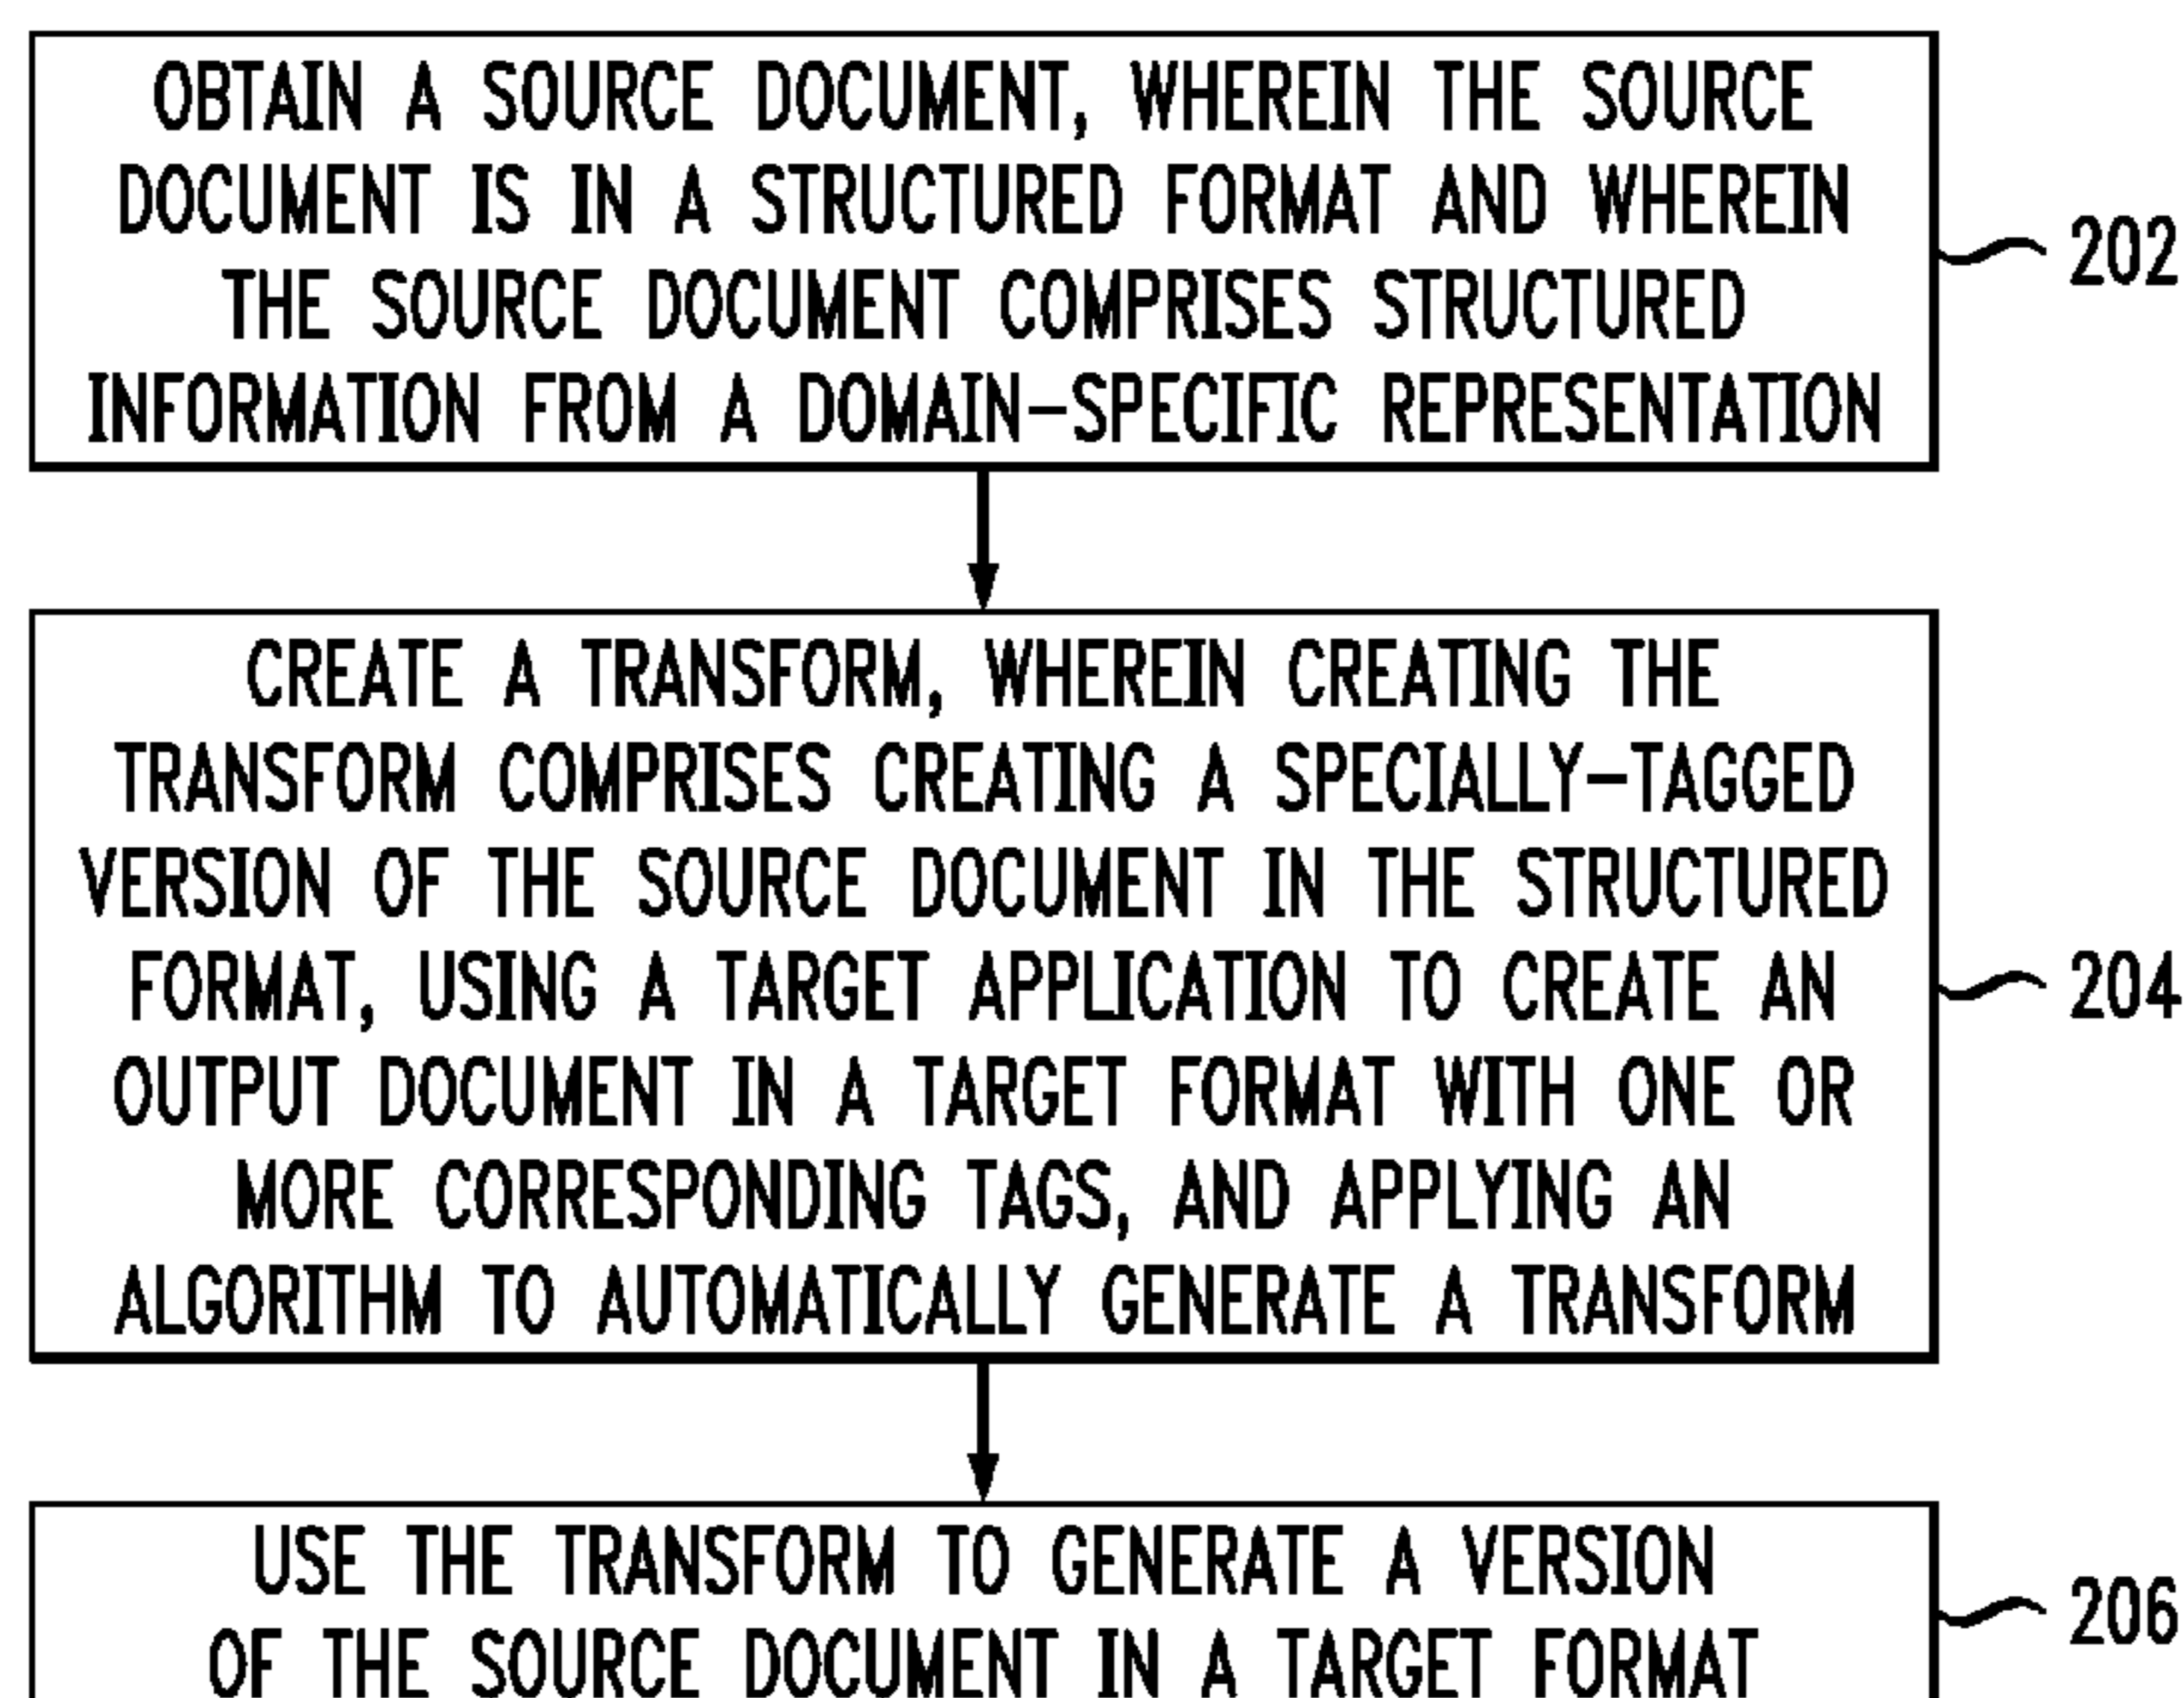 OBTAIN A SOURCE DOCUMENT, WHEREIN THE SOURCE
DOCUMENT IS IN A STRUCTURED FORMAT AND WHEREIN
THE SOURCE DOCUMENT COMPRISES STRUCTURED
INFORMATION FROM A DOMAIN-SPECIFIC REPRESENTATION
202
CREATE A TRANSFORM, WHEREIN CREATING THE
TRANSFORM COMPRISES CREATING A SPECIALLY-TAGGED
VERSION OF THE SOURCE DOCUMENT IN THE STRUCTURED
FORMAT, USING A TARGET APPLICATION TO CREATE AN
OUTPUT DOCUMENT IN A TARGET FORMAT WITH ONE OR
MORE CORRESPONDING TAGS, AND APPLYING AN
ALGORITHM TO AUTOMATICALLY GENERATE A TRANSFORM
204
USE THE TRANSFORM TO GENERATE A VERSION
OF THE SOURCE DOCUMENT IN A TARGET FORMAT
206